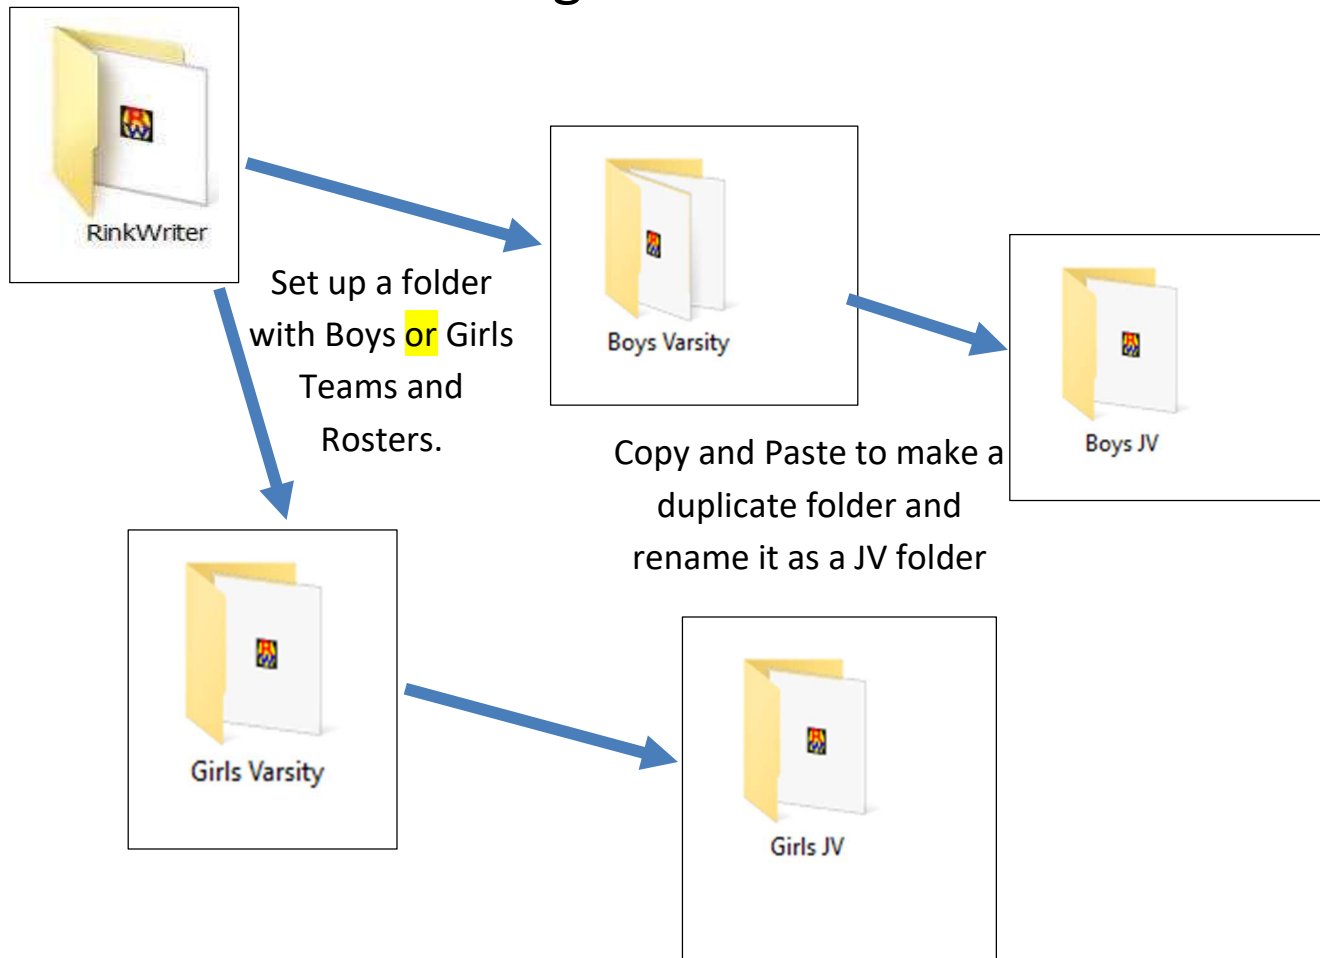 RinkWriter
Set up a folder
with Boys or Girls
Teams and
Rosters.
Boys Varsity
Boys JV
Copy and Paste to make a
duplicate folder and
rename it as a JV folder
Girls Varsity
Girls JV